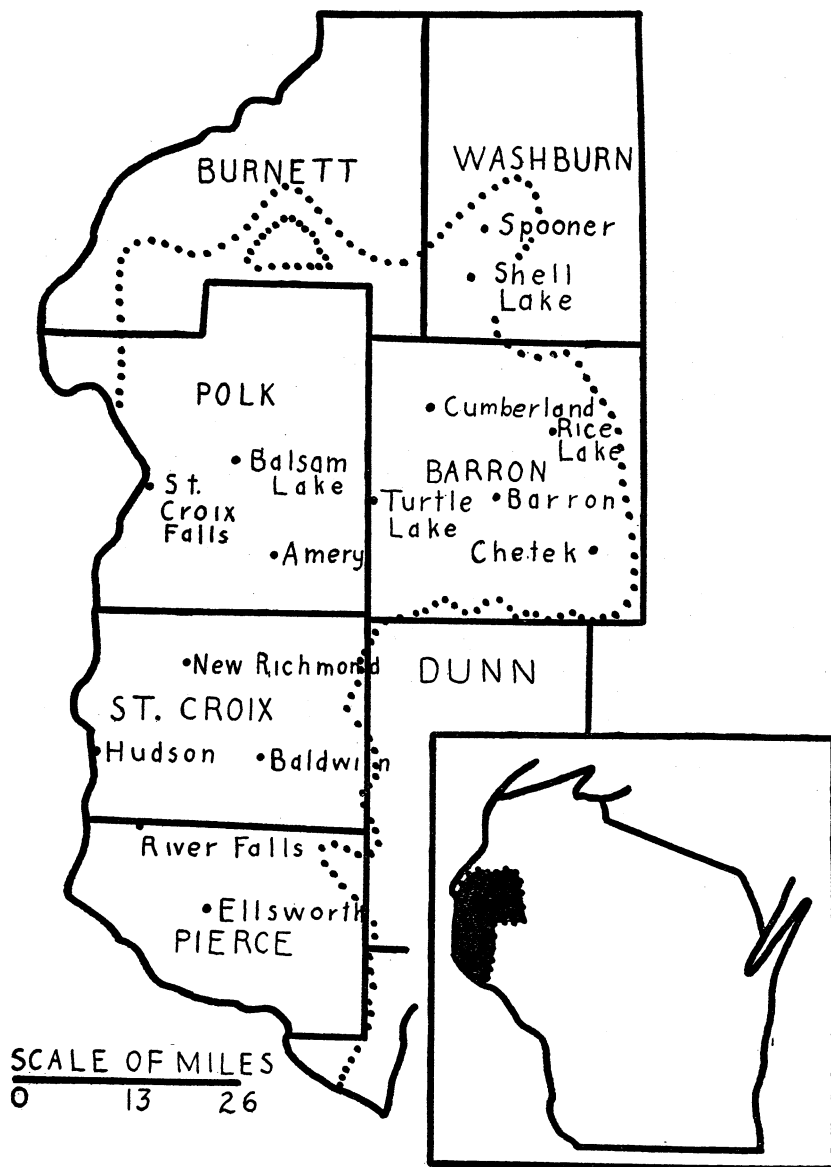 BURNETT
WASHBURN
Spooner
Shell
Lake
POLK
Cumberland
Rice
Lake
Balsam
Lake
BARRON
St.
Croix
Falls
Turtle
Lake
Barron
Amery
Chetek
New Richmond
DUNN
ST. CROIX
Hudson
Baldwin
River Falls
Ellsworth
PIERCE
SCALE OF MILES
0 13 26